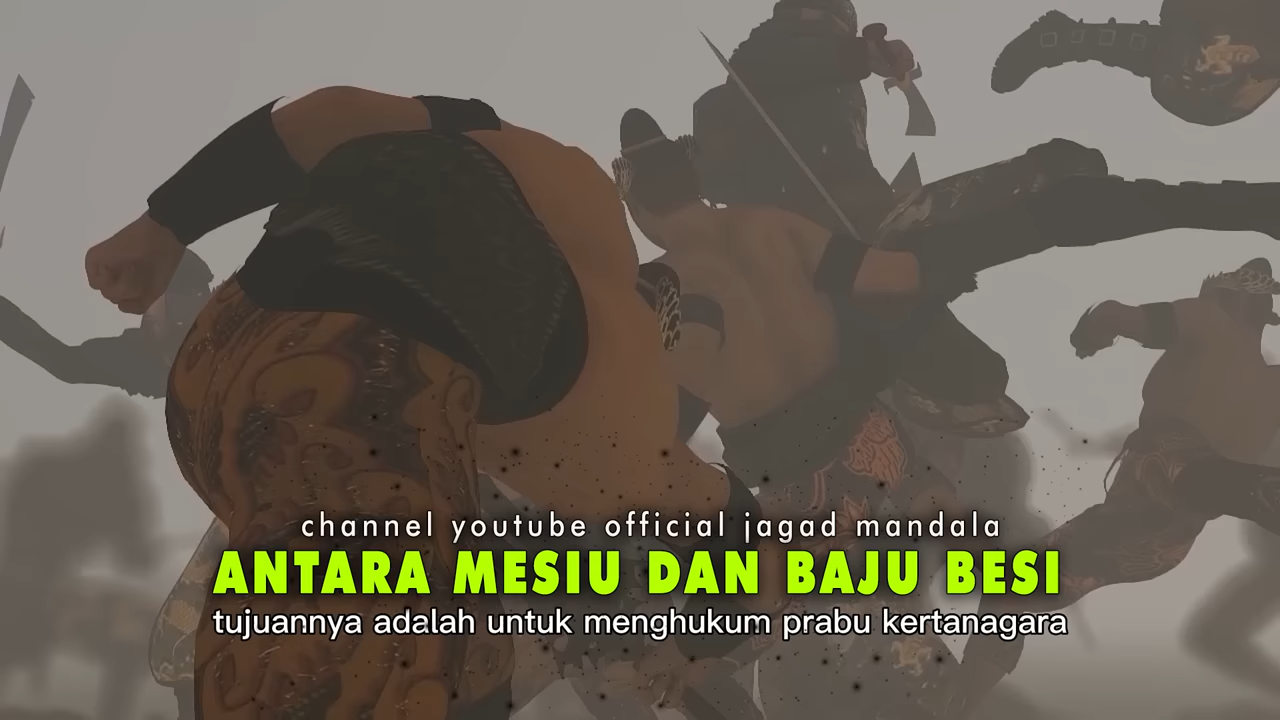 channel youtube official jagad mandala
ANTARA MESIU DAN BAJU BESI
tujuannya adalah untuk menghukum prabu kertanagara